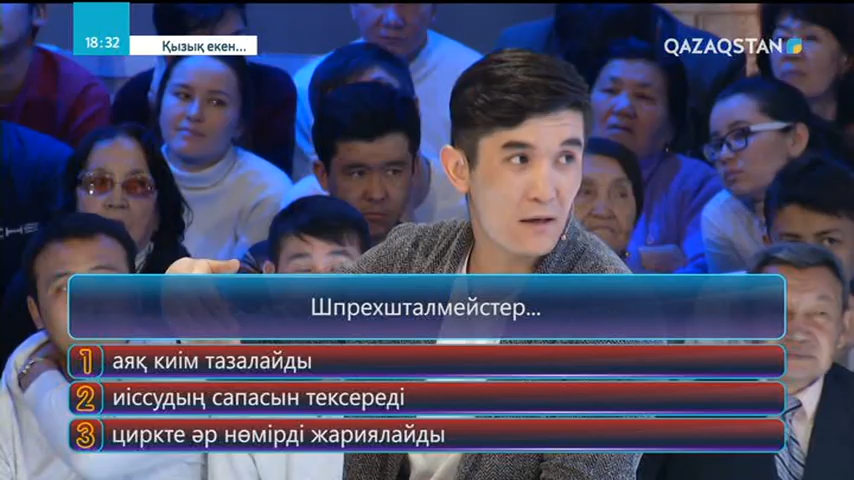 18:32
Қызық екен...
QAZAQSTAN
Шпрехшталмейстер...
1 аяқ киім тазалайды
2 иіссудың сапасын тексереді
3 циркте әр нөмірді жариялайды